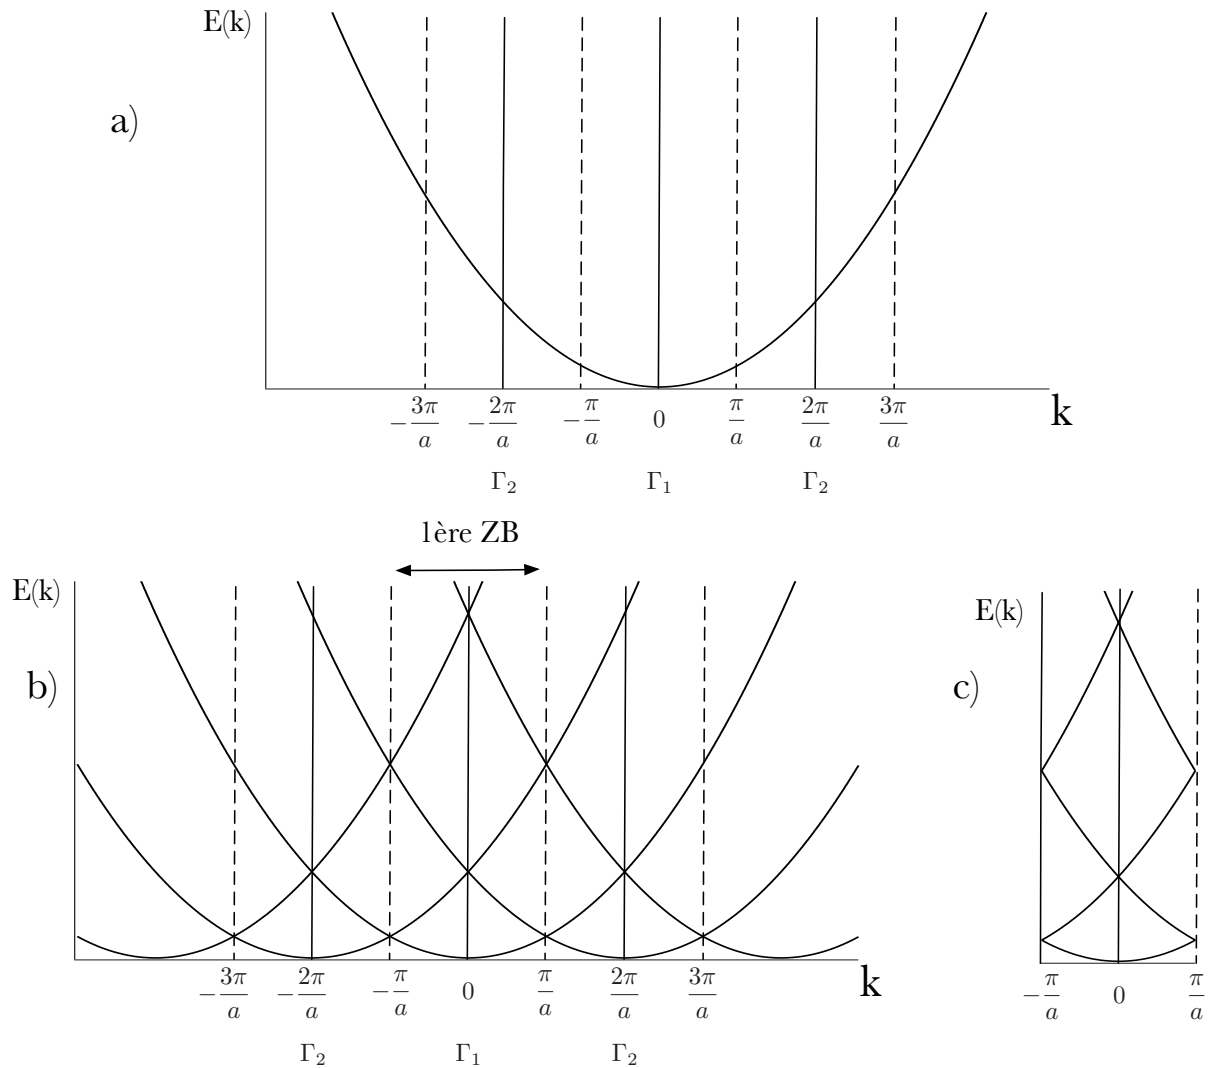 E(k)
a)
-3π/a -2π/a -π/a 0 π/a 2π/a 3π/a k
Γ₂ Γ₁ Γ₂
1ère ZB
E(k)
b)
-3π/a -2π/a -π/a 0 π/a 2π/a 3π/a k
Γ₂ Γ₁ Γ₂
E(k)
c)
-π/a 0 π/a